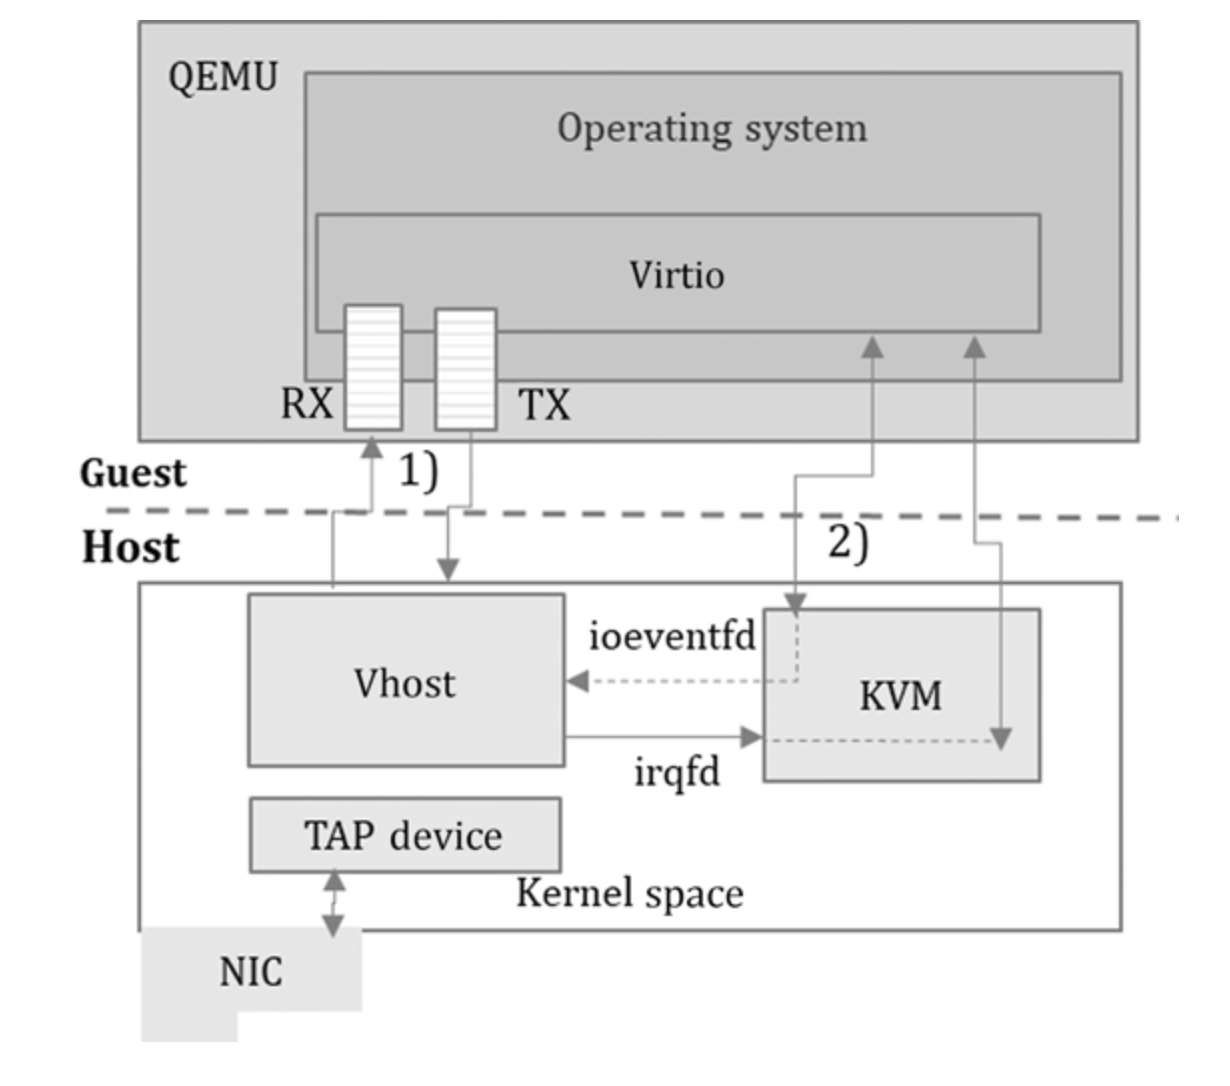 QEMU
Operating system
Virtio
RX
TX
Guest
1)
Host
2)
ioeventfd
Vhost
KVM
irqfd
TAP device
Kernel space
NIC